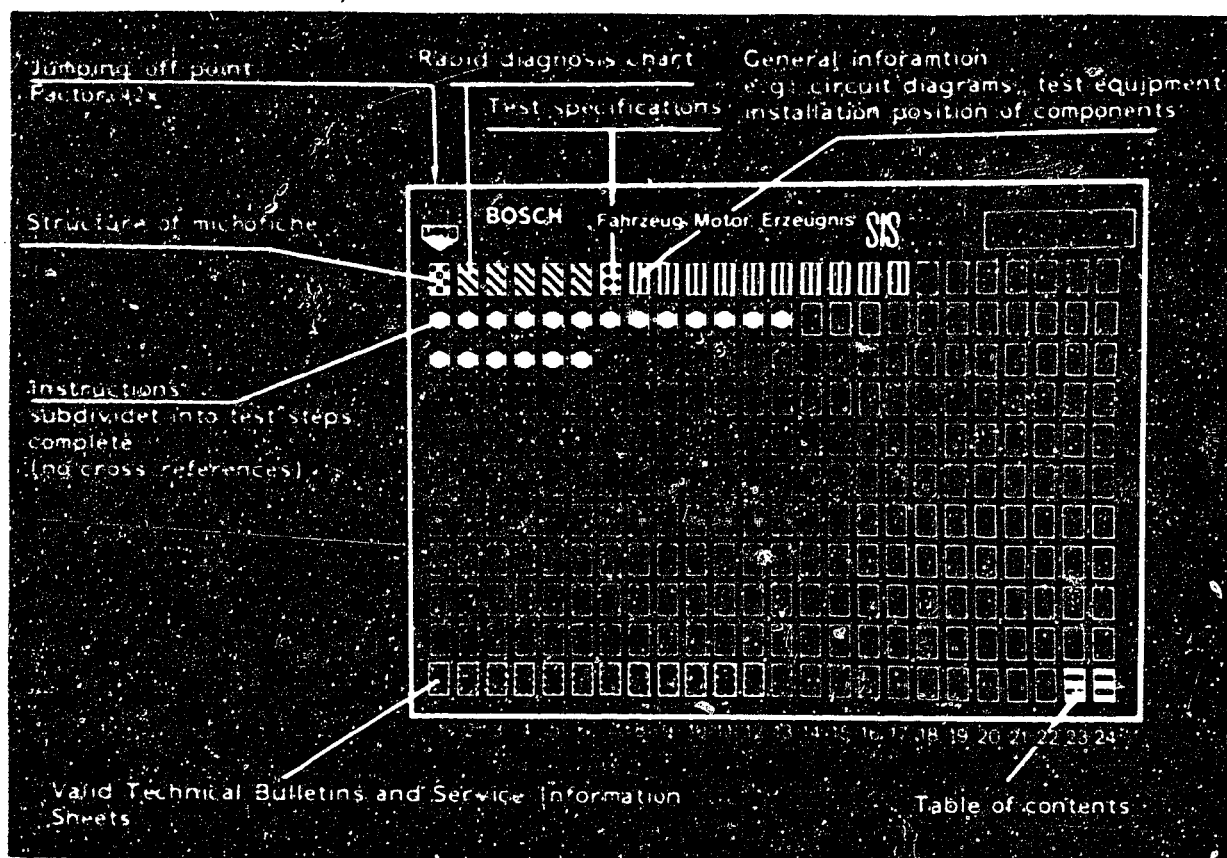 Jumping off point
Factor 42x
Rapid diagnosis chart
Test specifications
General inforamtion
e.g. circuit diagrams, test equipment
installation position of components
Structure of michofiche
BOSCH
Fahrzeug Motor Erzeugnis
SIS
Instructions
subdividet into test steps
complete
(no cross references)
15 16 17 18 19 20 21 22 23 24
Valid Technical Bulletins and Service Information
Sheets
Table of contents